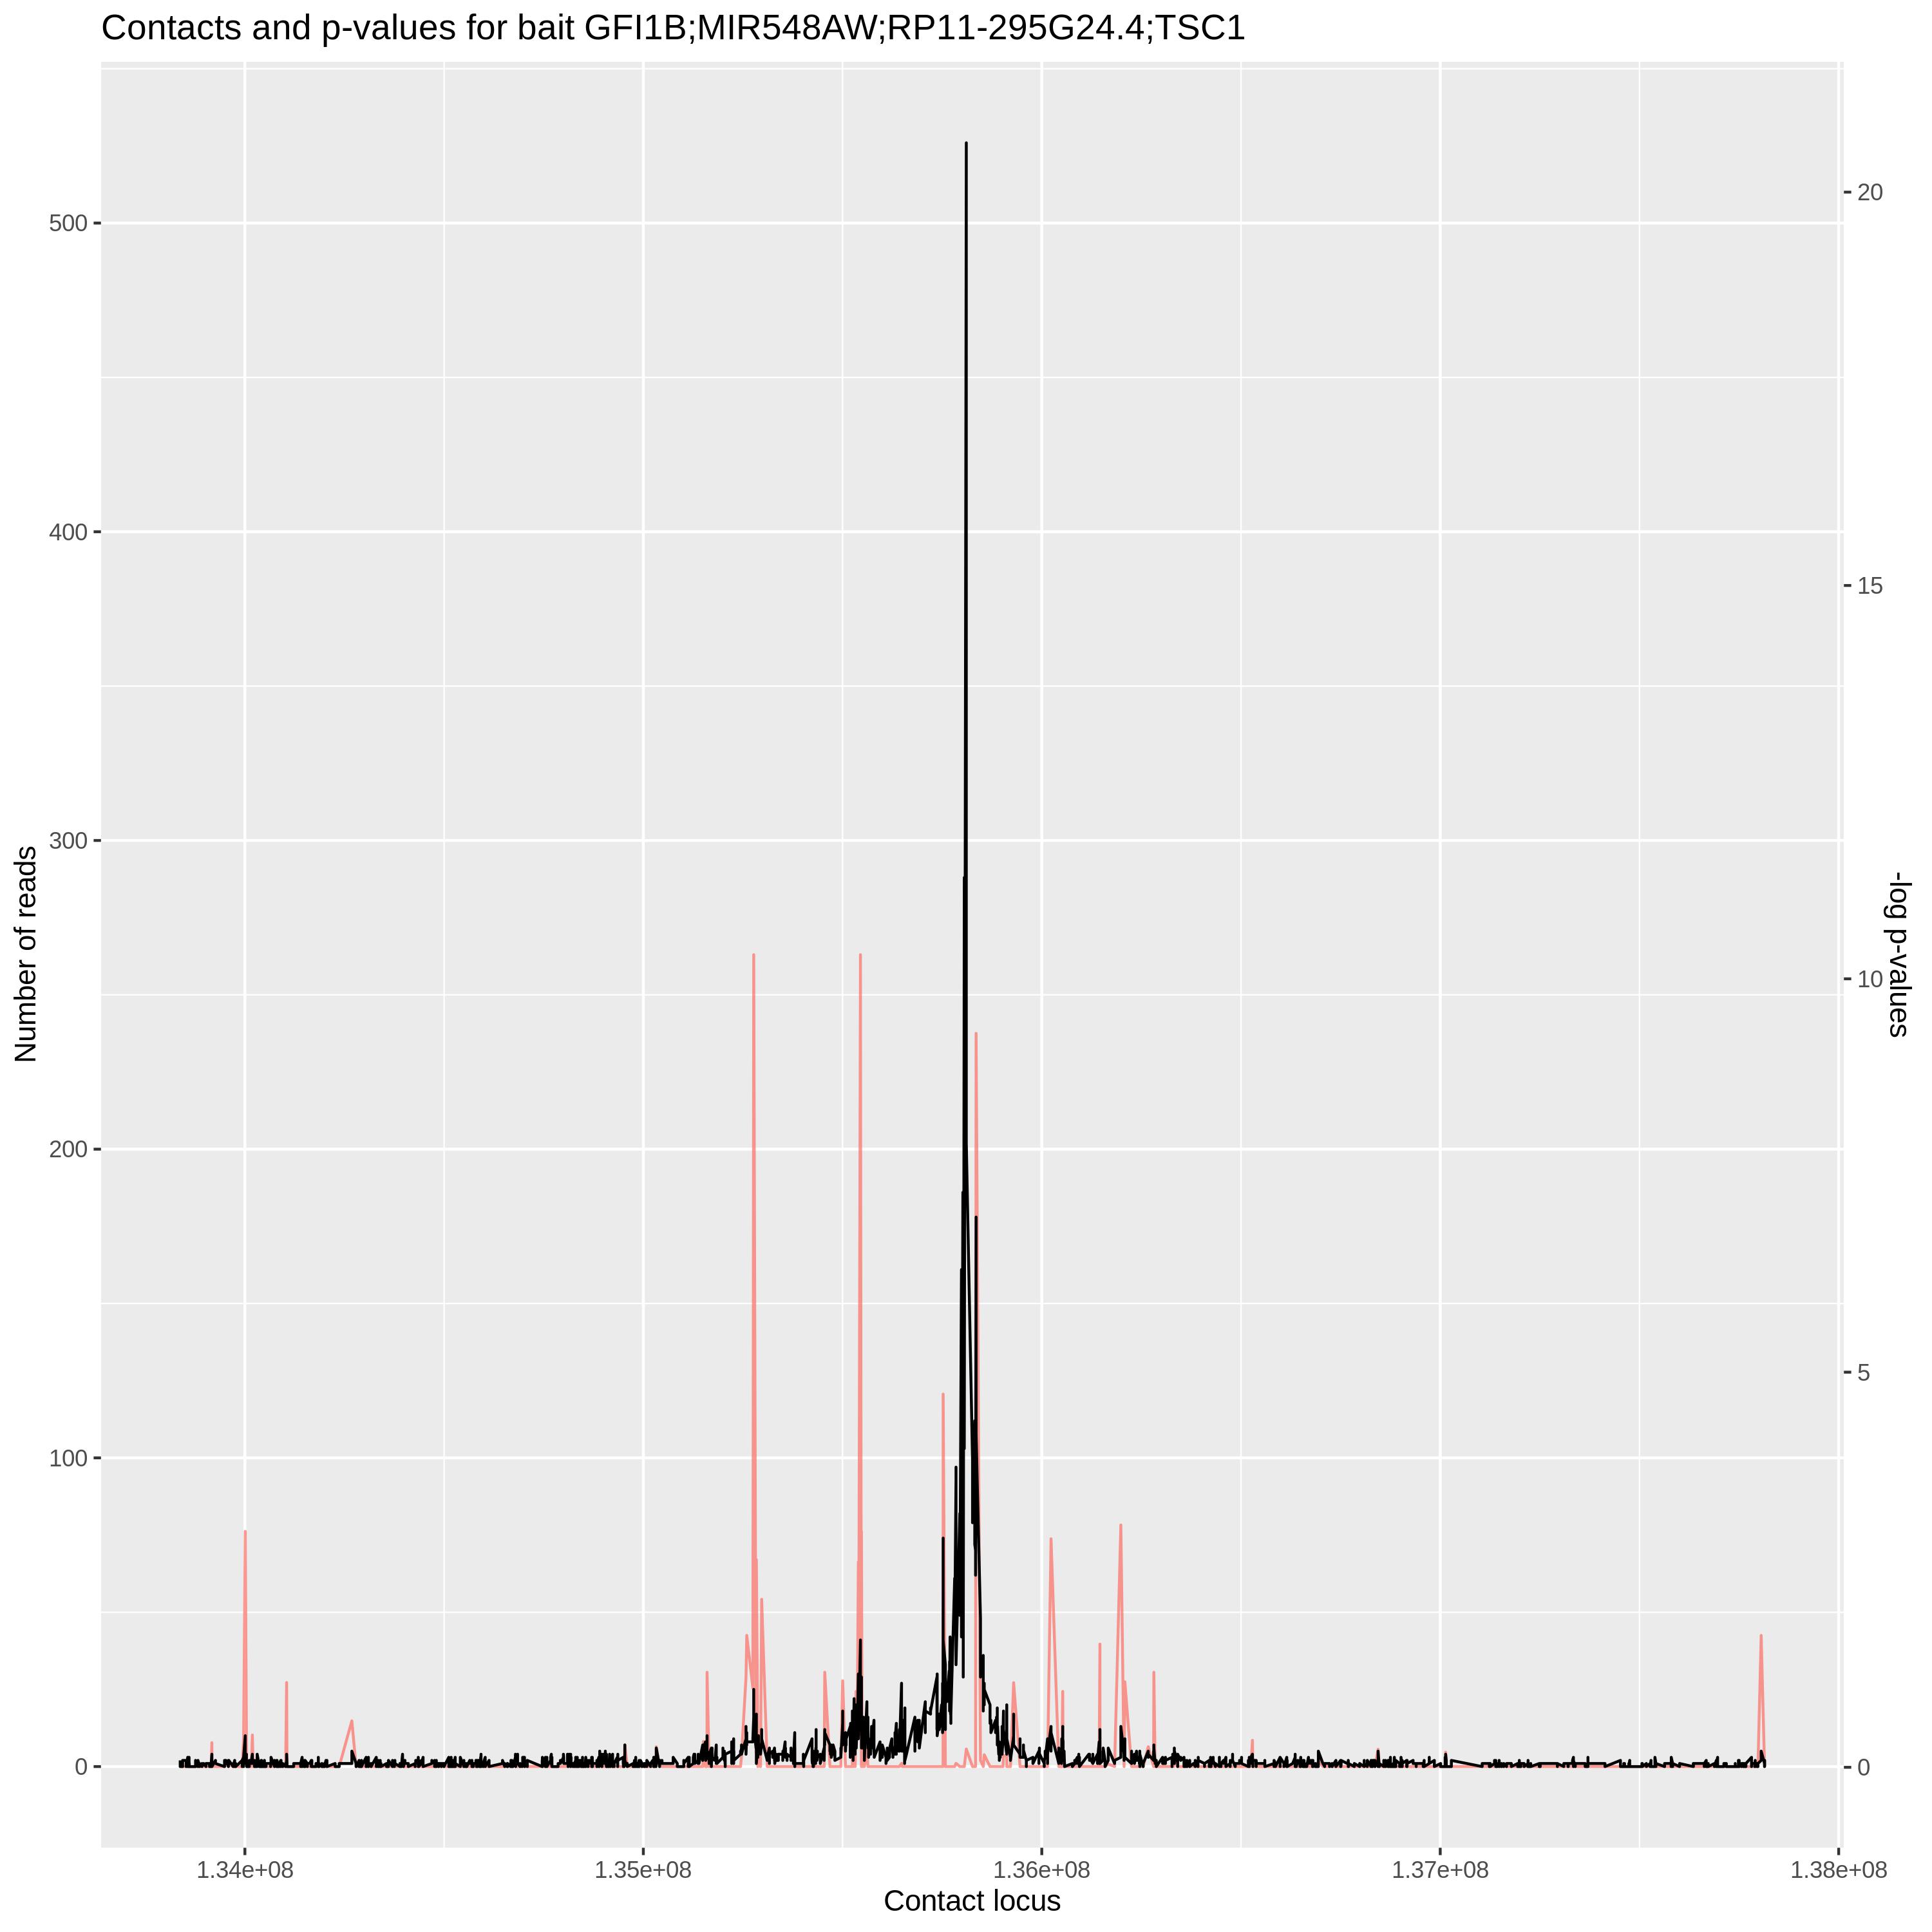 Contacts and p-values for bait GFI1B;MIR548AW;RP11-295G24.4;TSC1
Number of reads
500
400
300
200
100
0
20
15
10
5
0
-log p-values
1.34e+08
1.35e+08
1.36e+08
1.37e+08
1.38e+08
Contact locus